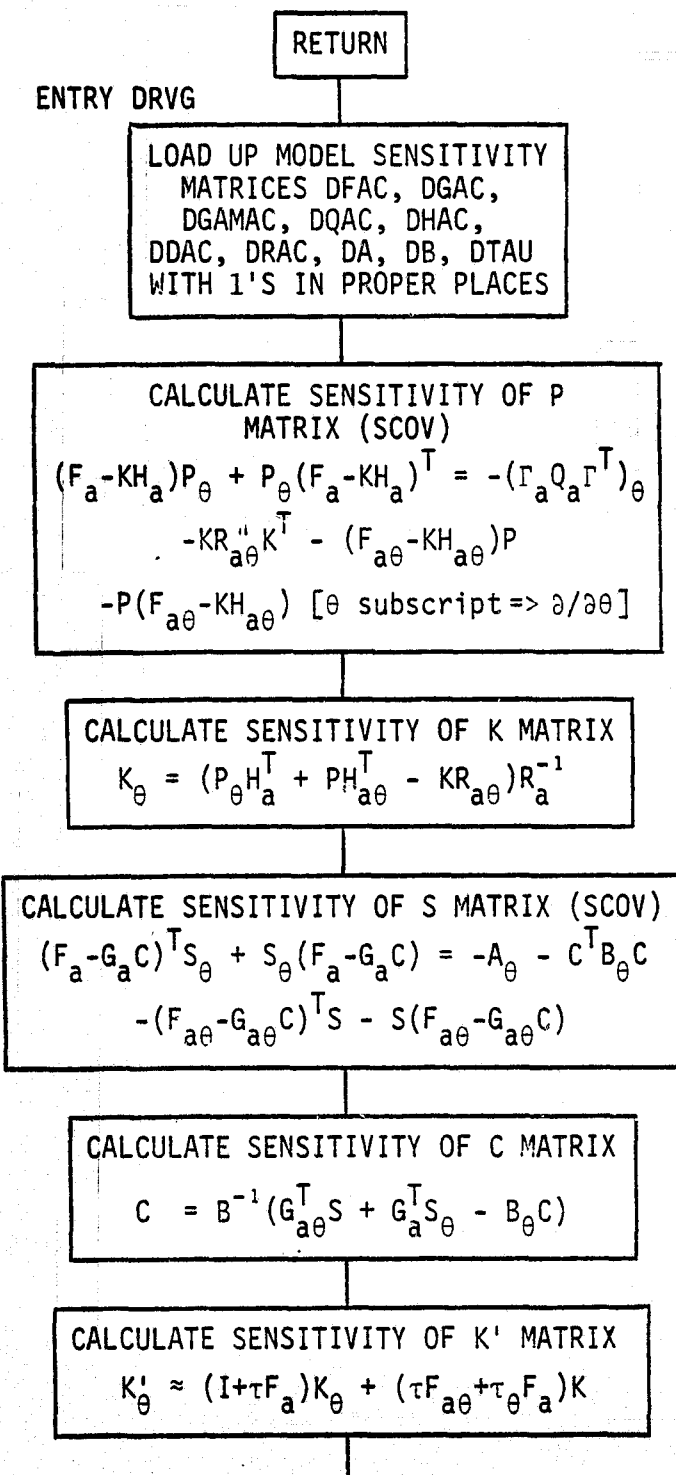 RETURN
ENTRY DRVG
LOAD UP MODEL SENSITIVITY
MATRICES DFAC, DGAC,
DGAMAC, DQAC, DHAC,
DDAC, DRAC, DA, DB, DTAU
WITH 1'S IN PROPER PLACES
CALCULATE SENSITIVITY OF P
MATRIX (SCOV)
(F_a-KH_a)P_θ + P_θ(F_a-KH_a)^T = -(Γ_aQ_aΓ^T)_θ
-KR_aθ"K^T - (F_aθ-KH_aθ)P
-P(F_aθ-KH_aθ) [θ subscript => ∂/∂θ]
CALCULATE SENSITIVITY OF K MATRIX
K_θ = (P_θH_a^T + PH_aθ^T - KR_aθ)R_a^-1
CALCULATE SENSITIVITY OF S MATRIX (SCOV)
(F_a-G_aC)^TS_θ + S_θ(F_a-G_aC) = -A_θ - C^TB_θC
-(F_aθ-G_aθC)^TS - S(F_aθ-G_aθC)
CALCULATE SENSITIVITY OF C MATRIX
C = B^-1(G_aθ^TS + G_a^TS_θ - B_θC)
CALCULATE SENSITIVITY OF K' MATRIX
K'_θ ≈ (I+τF_a)K_θ + (τF_aθ+τ_θF_a)K